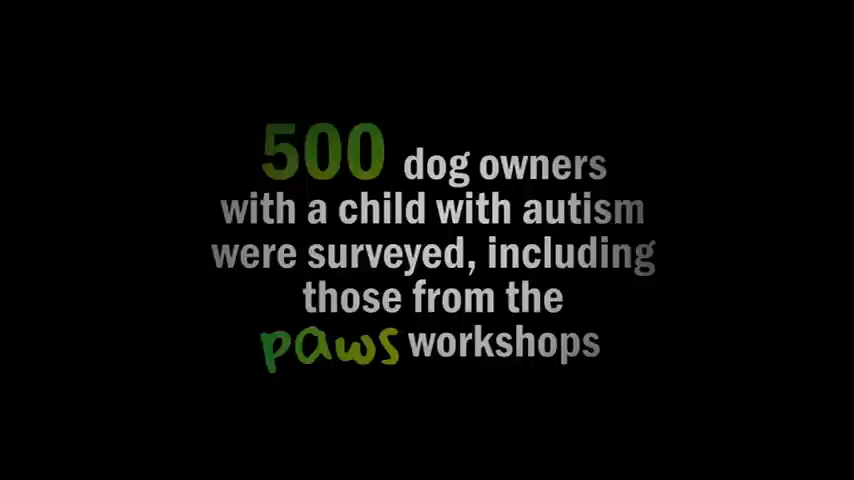 500 dog owners
with a child with autism
were surveyed, including
those from the
paws workshops